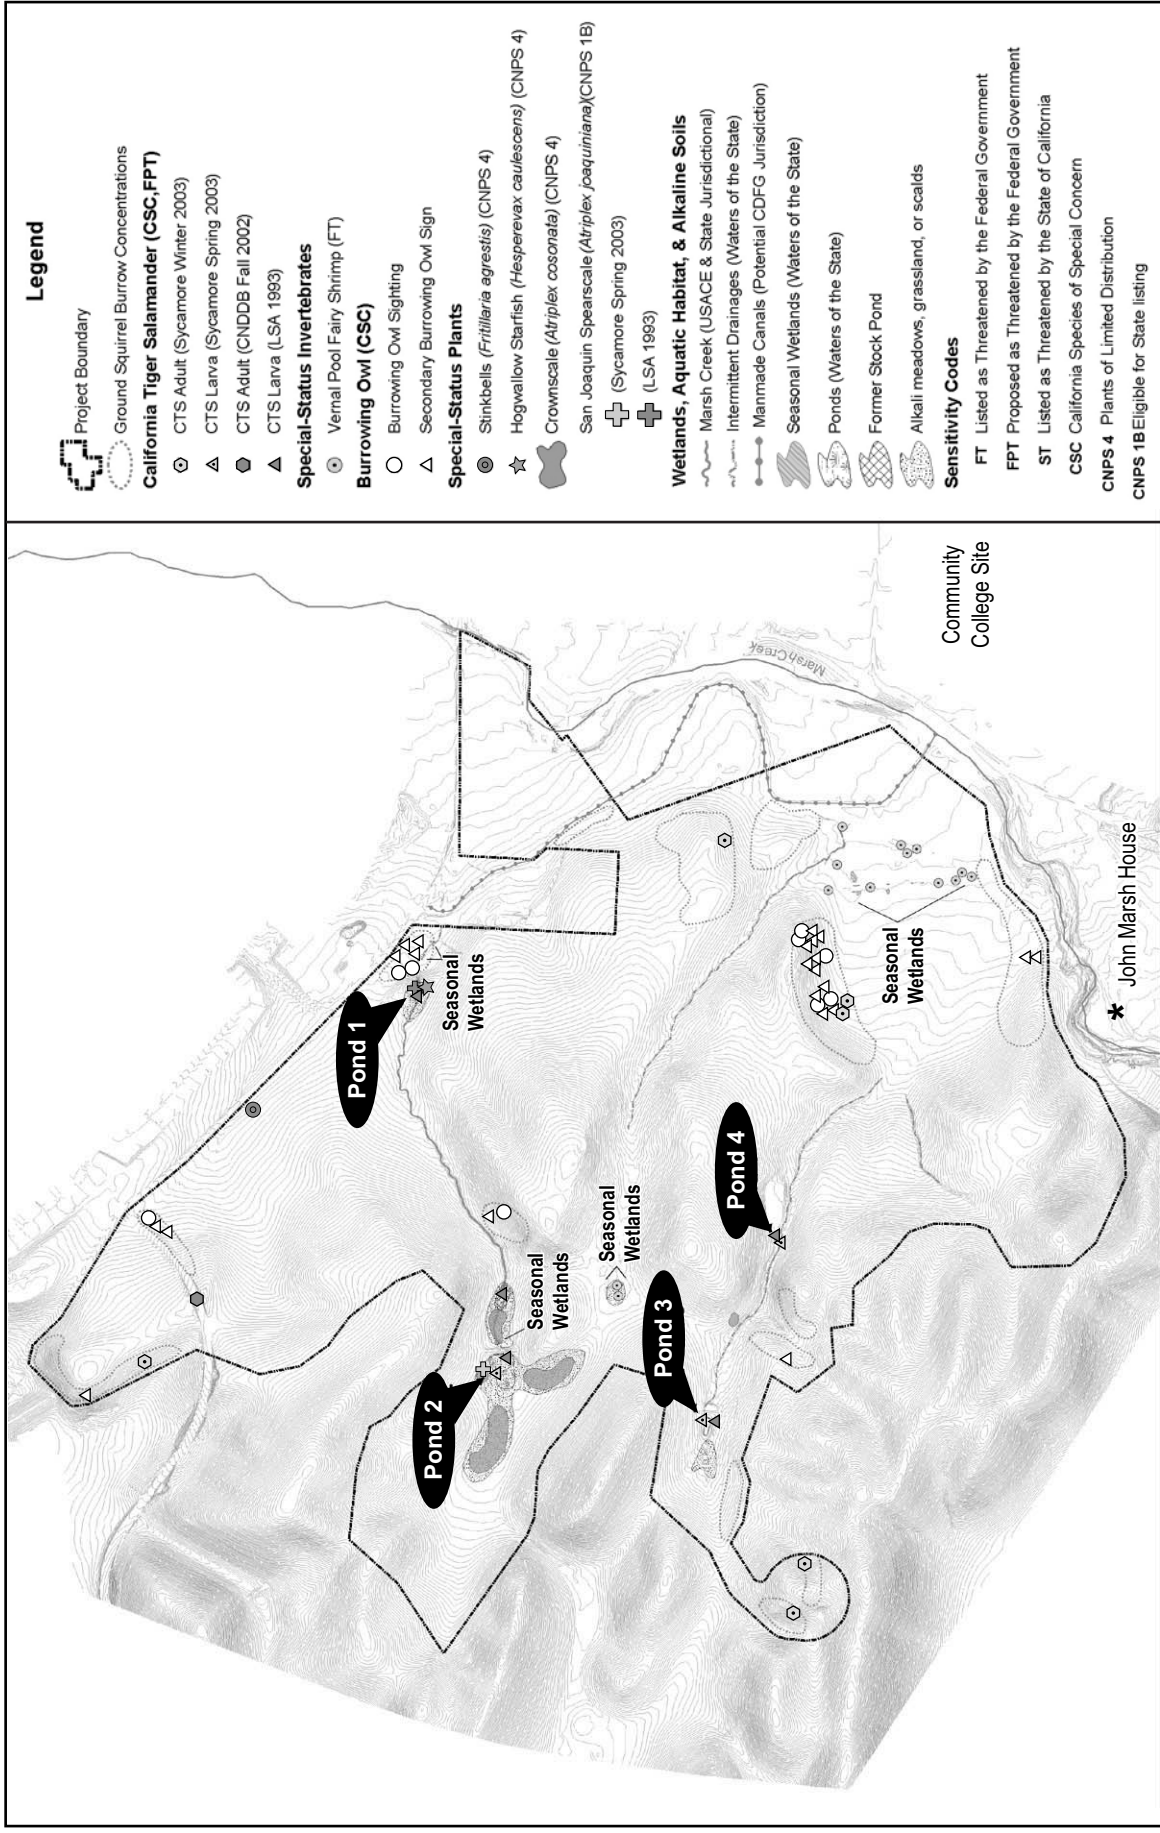 Legend
Project Boundary
Ground Squirrel Burrow Concentrations
California Tiger Salamander (CSC,FPT)
CTS Adult (Sycamore Winter 2003)
CTS Larva (Sycamore Spring 2003)
CTS Adult (CNDDB Fall 2002)
CTS Larva (LSA 1993)
Special-Status Invertebrates
Vernal Pool Fairy Shrimp (FT)
Burrowing Owl (CSC)
Burrowing Owl Sighting
Secondary Burrowing Owl Sign
Special-Status Plants
Stinkbells (Fritillaria agrestis) (CNPS 4)
Hogwallow Starfish (Hesperevax caulescens) (CNPS 4)
Crownscale (Atriplex cosonata) (CNPS 4)
San Joaquin Spearscale (Atriplex joaquiniana)(CNPS 1B)
(Sycamore Spring 2003)
(LSA 1993)
Wetlands, Aquatic Habitat, & Alkaline Soils
Marsh Creek (USACE & State Jurisdictional)
Intermittent Drainages (Waters of the State)
Manmade Canals (Potential CDFG Jurisdiction)
Seasonal Wetlands (Waters of the State)
Ponds (Waters of the State)
Former Stock Pond
Alkali meadows, grassland, or scalds
Sensitivity Codes
FT Listed as Threatened by the Federal Government
FPT Proposed as Threatened by the Federal Government
ST Listed as Threatened by the State of California
CSC California Species of Special Concern
CNPS 4 Plants of Limited Distribution
CNPS 1B Eligible for State listing
Pond 1
Seasonal
Wetlands
Pond 2
Seasonal
Wetlands
Seasonal
Wetlands
Pond 3
Pond 4
Seasonal
Wetlands
Marsh Creek
Community
College Site
* John Marsh House